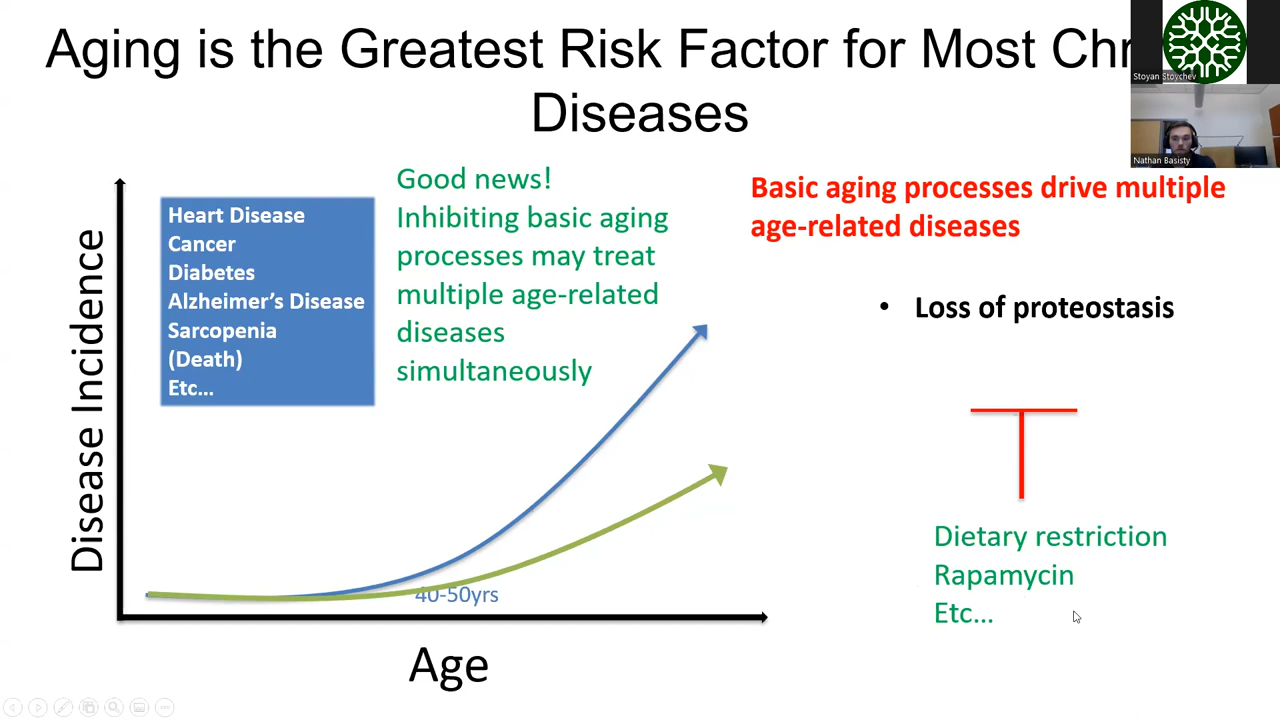 Aging is the Greatest Risk Factor for Most Chr
Diseases
Stoyan Stoychev
Nathan Basisty
Disease Incidence
Heart Disease
Cancer
Diabetes
Alzheimer's Disease
Sarcopenia
(Death)
Etc...
Good news!
Inhibiting basic aging
processes may treat
multiple age-related
diseases
simultaneously
40-50yrs
Age
Basic aging processes drive multiple
age-related diseases
• Loss of proteostasis
Dietary restriction
Rapamycin
Etc...